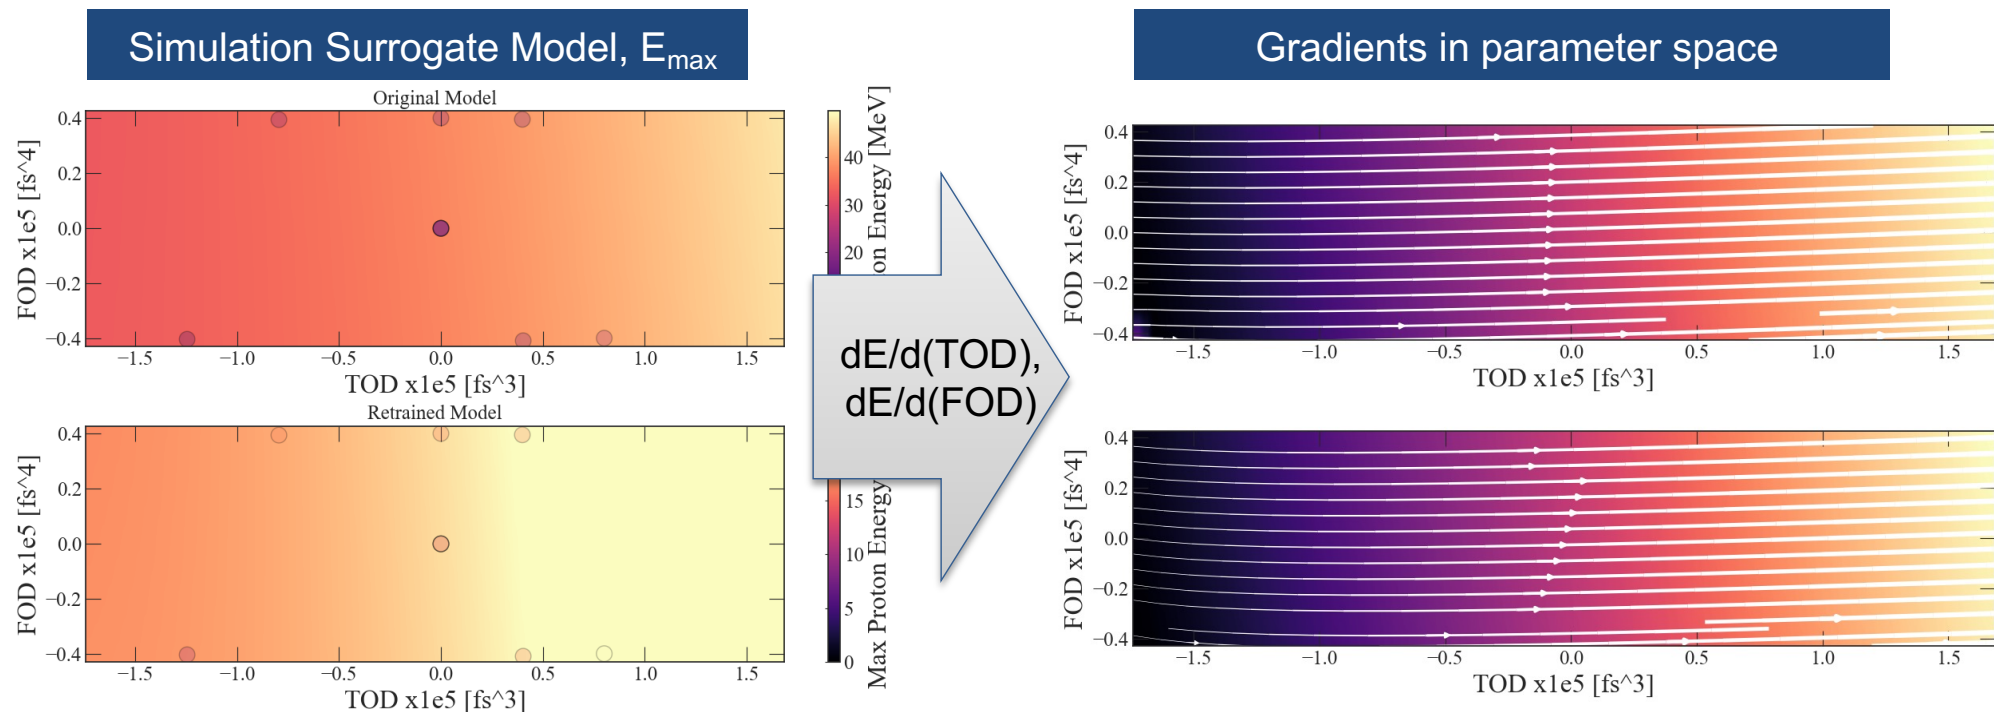 Simulation Surrogate Model, Emax
Gradients in parameter space
Original Model
FOD x1e5 [fs^4]
0.4
0.2
0.0
−0.2
−0.4
−1.5 −1.0 −0.5 0.0 0.5 1.0 1.5
TOD x1e5 [fs^3]
Retrained Model
FOD x1e5 [fs^4]
0.4
0.2
0.0
−0.2
−0.4
−1.5 −1.0 −0.5 0.0 0.5 1.0 1.5
TOD x1e5 [fs^3]
40
30
20
on Energy [MeV]
15
10
5
0
Max Proton Energy
dE/d(TOD),
dE/d(FOD)
FOD x1e5 [fs^4]
0.4
0.2
0.0
−0.2
−0.4
−1.5 −1.0 −0.5 0.0 0.5 1.0 1.5
TOD x1e5 [fs^3]
FOD x1e5 [fs^4]
0.4
0.2
0.0
−0.2
−0.4
−1.5 −1.0 −0.5 0.0 0.5 1.0 1.5
TOD x1e5 [fs^3]